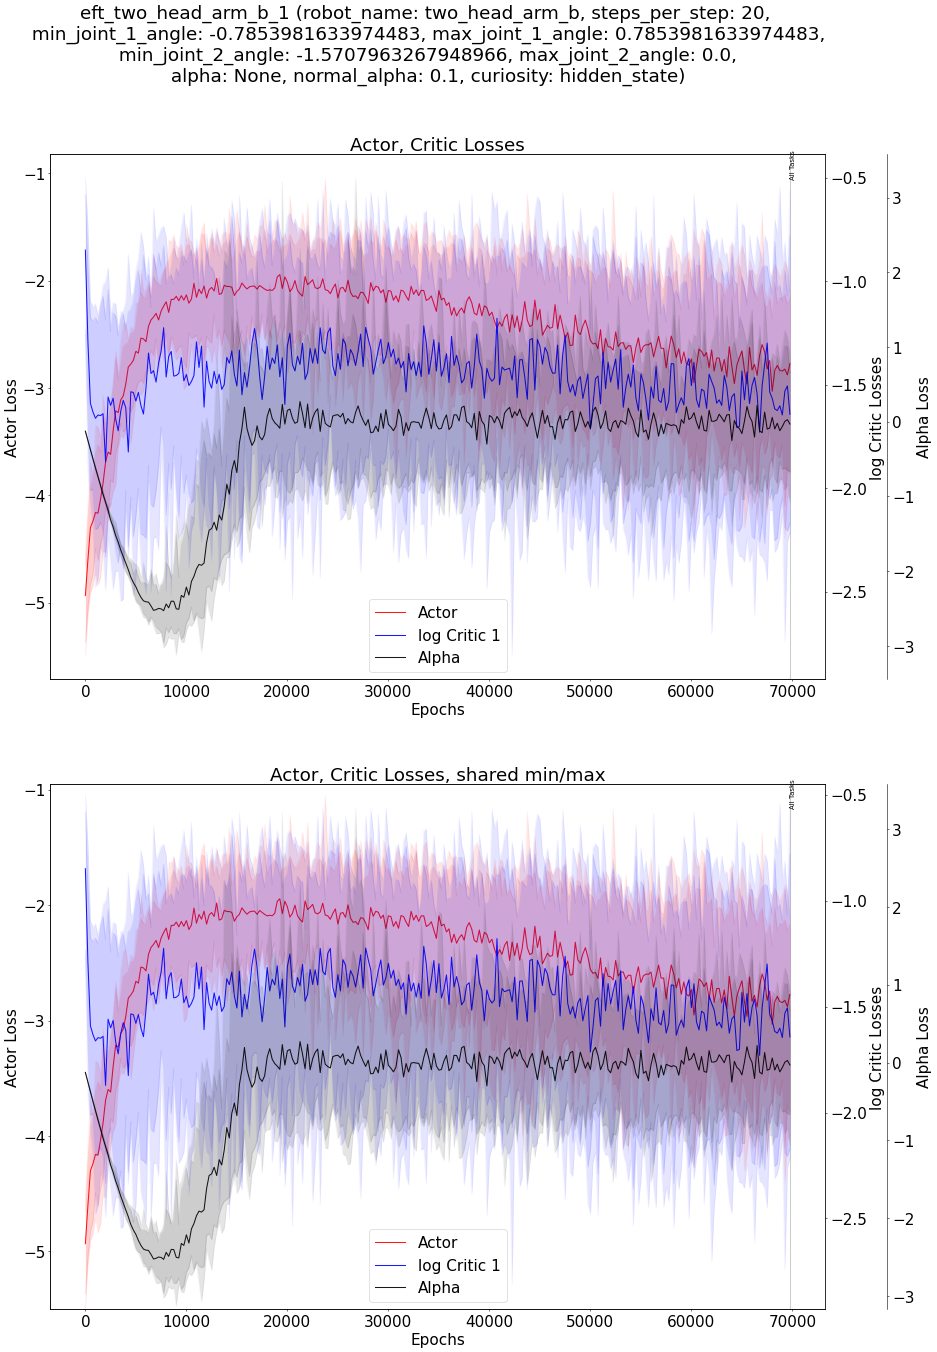 eft_two_head_arm_b_1 (robot_name: two_head_arm_b, steps_per_step: 20,
min_joint_1_angle: -0.7853981633974483, max_joint_1_angle: 0.7853981633974483,
min_joint_2_angle: -1.5707963267948966, max_joint_2_angle: 0.0,
alpha: None, normal_alpha: 0.1, curiosity: hidden_state)
Actor, Critic Losses
All Tasks
−1
−2
−3
−4
−5
Actor Loss
−0.5
−1.0
−1.5
−2.0
−2.5
log Critic Losses
3
2
1
0
−1
−2
−3
Alpha Loss
Actor
log Critic 1
Alpha
0
10000
20000
30000
40000
50000
60000
70000
Epochs
Actor, Critic Losses, shared min/max
All Tasks
−1
−2
−3
−4
−5
Actor Loss
−0.5
−1.0
−1.5
−2.0
−2.5
log Critic Losses
3
2
1
0
−1
−2
−3
Alpha Loss
Actor
log Critic 1
Alpha
0
10000
20000
30000
40000
50000
60000
70000
Epochs